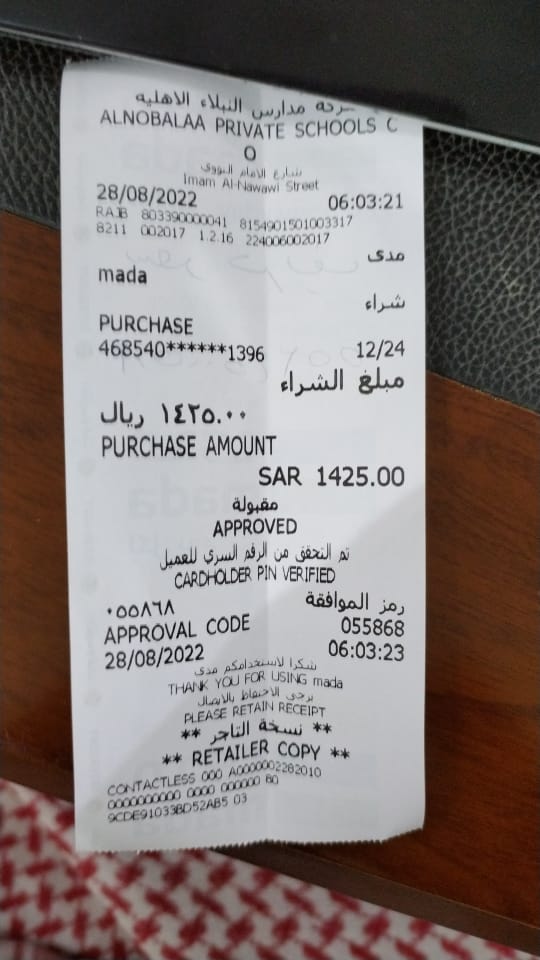 شركة مدارس النبلاء الاهلية
ALNOBALAA PRIVATE SCHOOLS C
O
شارع الامام النووي
Imam Al-Nawawi Street
28/08/2022 06:03:21
RAJB 803390000041 8154901501003317
8211 002017 1.2.16 224006002017
مدى
mada
شراء
PURCHASE
468540******1396 12/24
مبلغ الشراء
١٤٢٥.٠٠ ريال
PURCHASE AMOUNT
SAR 1425.00
مقبولة
APPROVED
تم التحقق من الرقم السري للعميل
CARDHOLDER PIN VERIFIED
رمز الموافقة ٠٥٥٨٦٨
APPROVAL CODE 055868
28/08/2022 06:03:23
شكرا لاستخدامكم مدى
THANK YOU FOR USING mada
يرجى الاحتفاظ بالايصال
PLEASE RETAIN RECEIPT
** نسخة التاجر **
** RETAILER COPY **
CONTACTLESS 000 A0000002282010
0000000000 0000 000000 80
9CDE91033BD52AB5 03